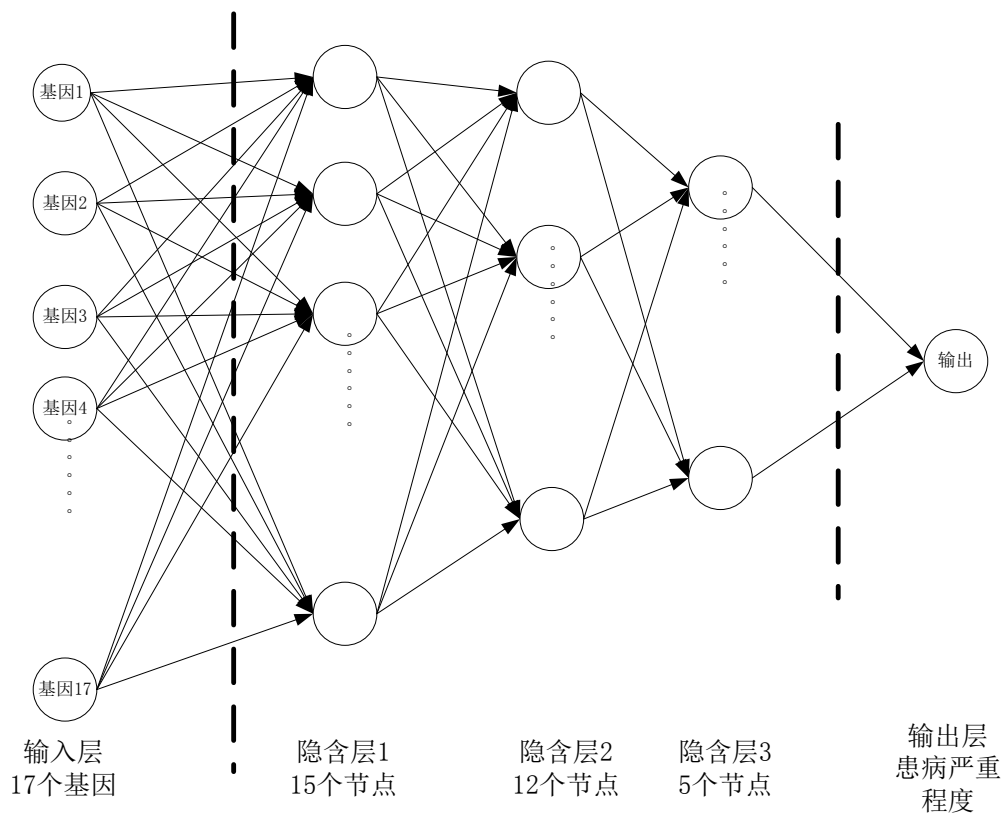 基因1
基因2
基因3
基因4
基因17
输出
输入层
17个基因
隐含层1
15个节点
隐含层2
12个节点
隐含层3
5个节点
输出层
患病严重
程度